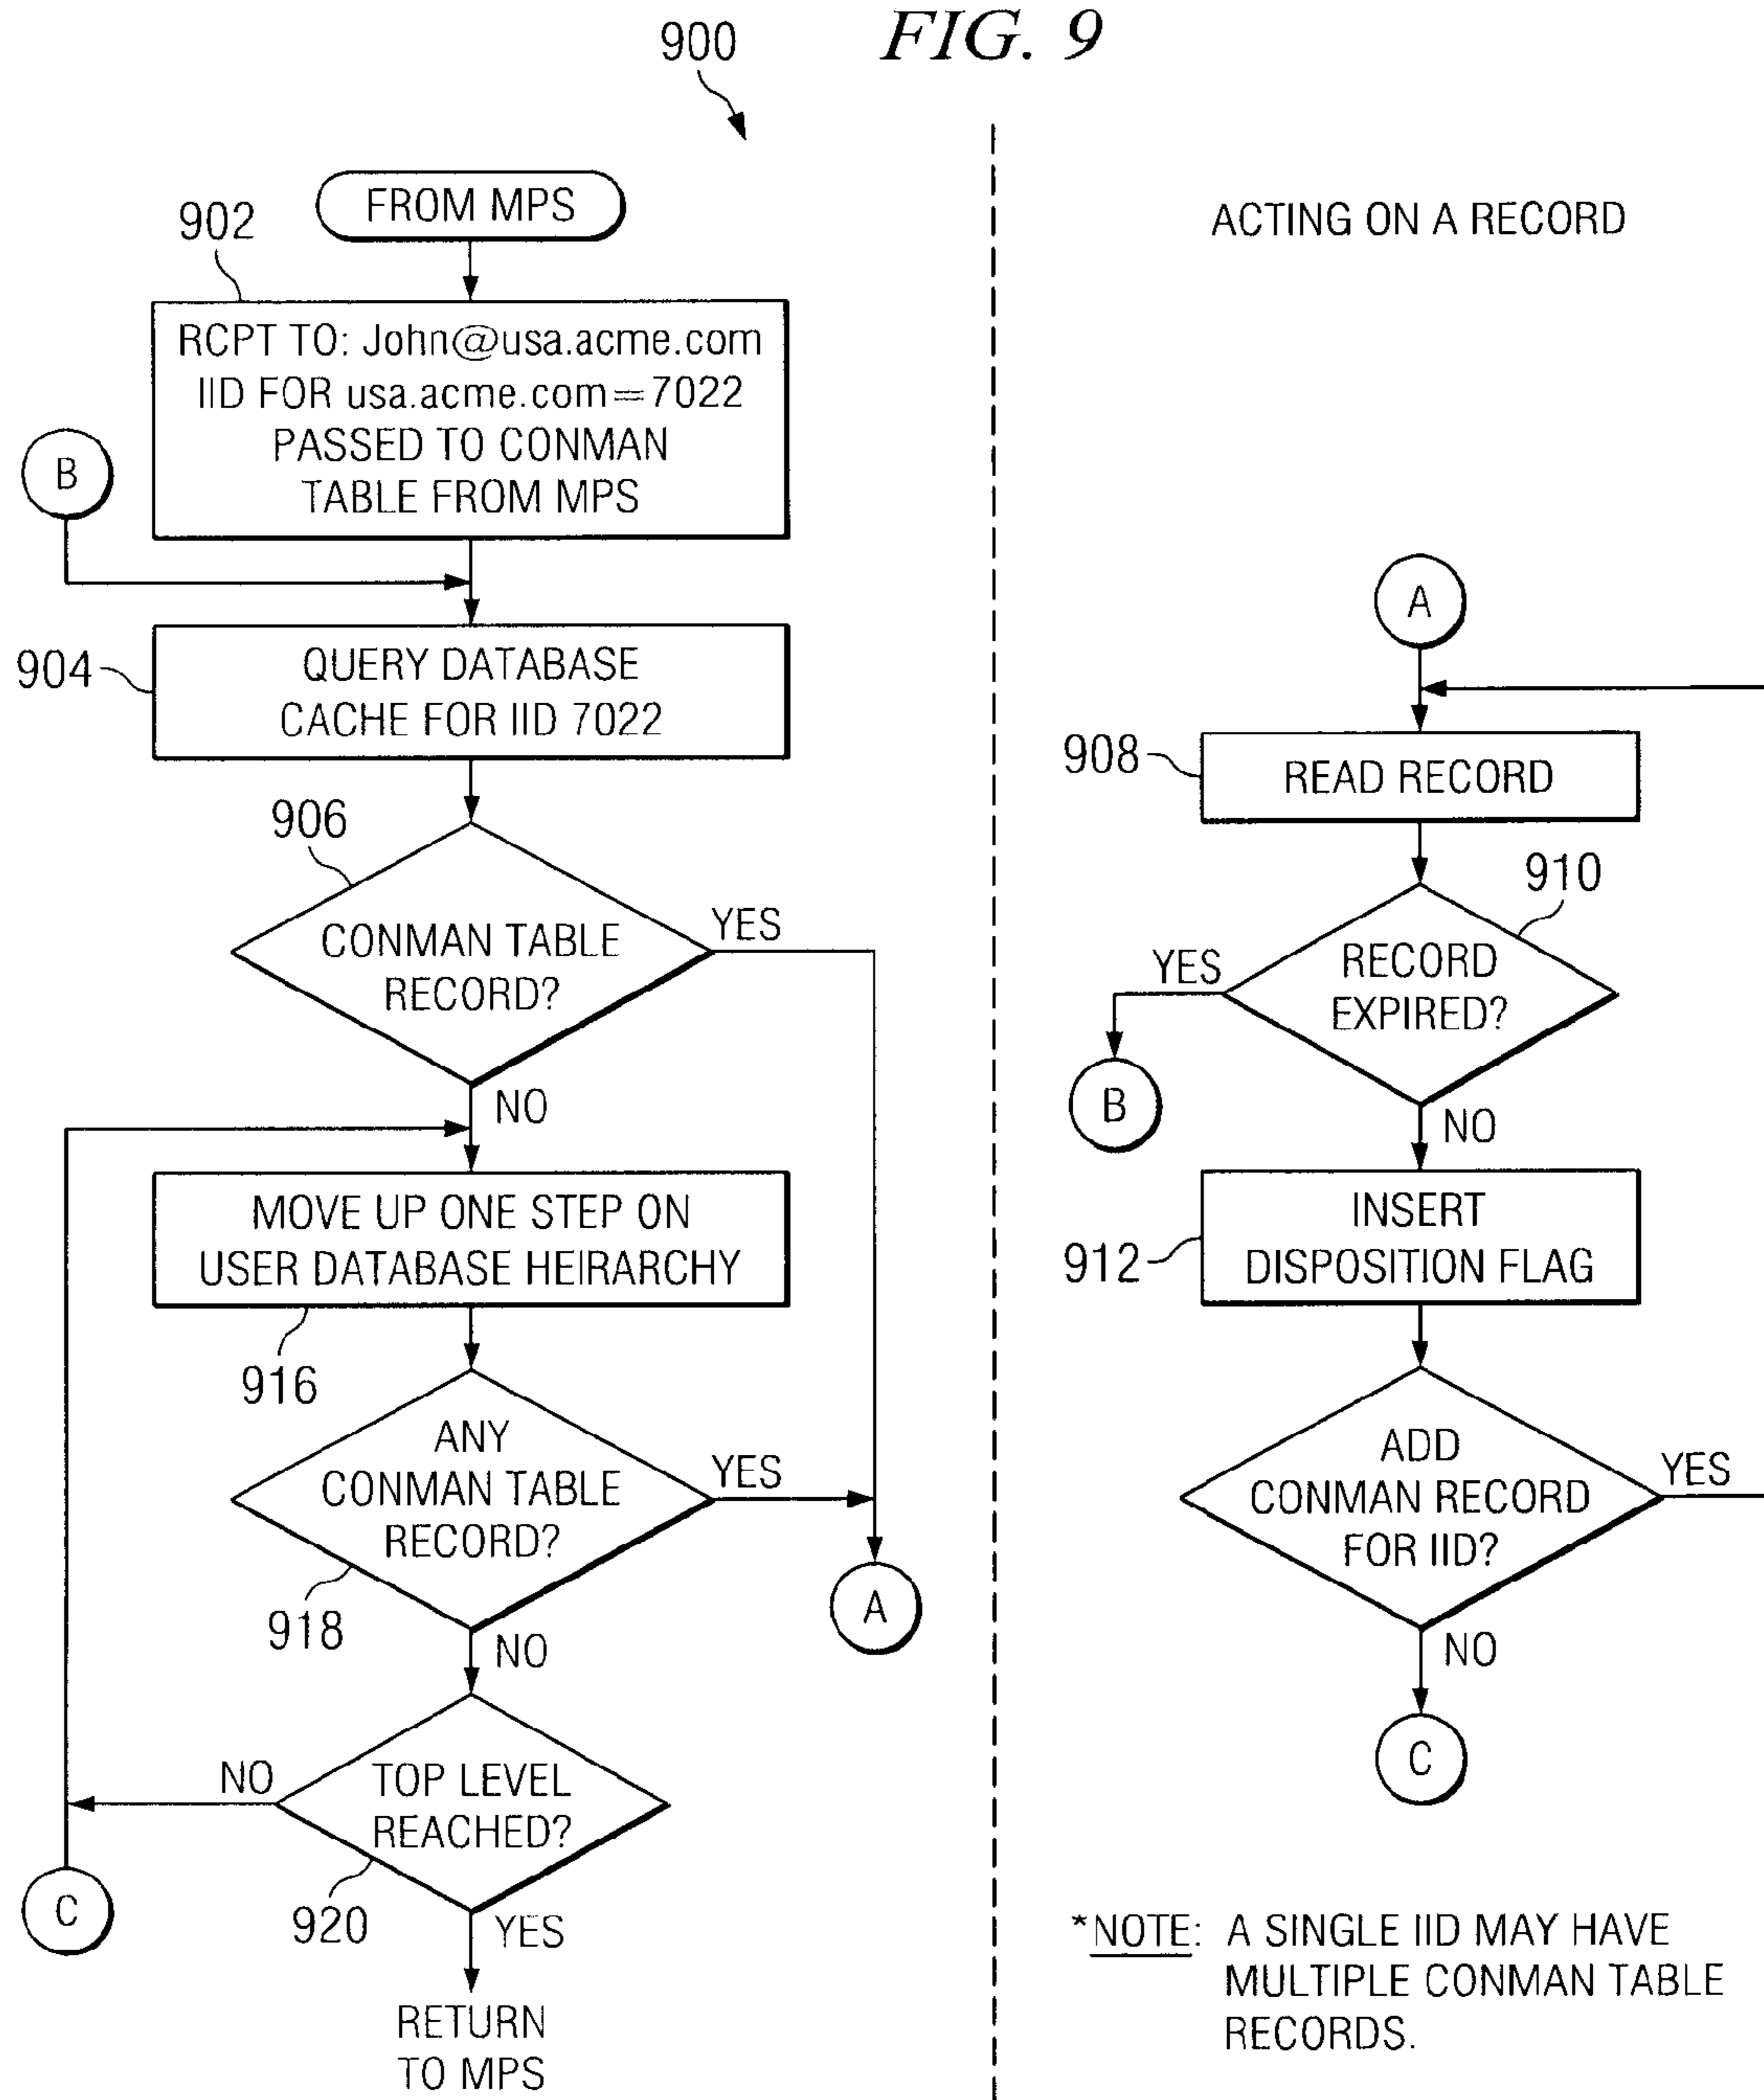 FIG. 9
900
FROM MPS
902
RCPT TO: John@usa.acme.com
IID FOR usa.acme.com=7022
PASSED TO CONMAN
TABLE FROM MPS
B
904
QUERY DATABASE
CACHE FOR IID 7022
906
CONMAN TABLE
RECORD?
YES
NO
MOVE UP ONE STEP ON
USER DATABASE HEIRARCHY
916
ANY
CONMAN TABLE
RECORD?
YES
918
NO
A
TOP LEVEL
REACHED?
NO
920
YES
C
RETURN
TO MPS
ACTING ON A RECORD
A
908
READ RECORD
910
RECORD
EXPIRED?
YES
B
NO
912
INSERT
DISPOSITION FLAG
ADD
CONMAN RECORD
FOR IID?
YES
NO
C
*NOTE: A SINGLE IID MAY HAVE
MULTIPLE CONMAN TABLE
RECORDS.